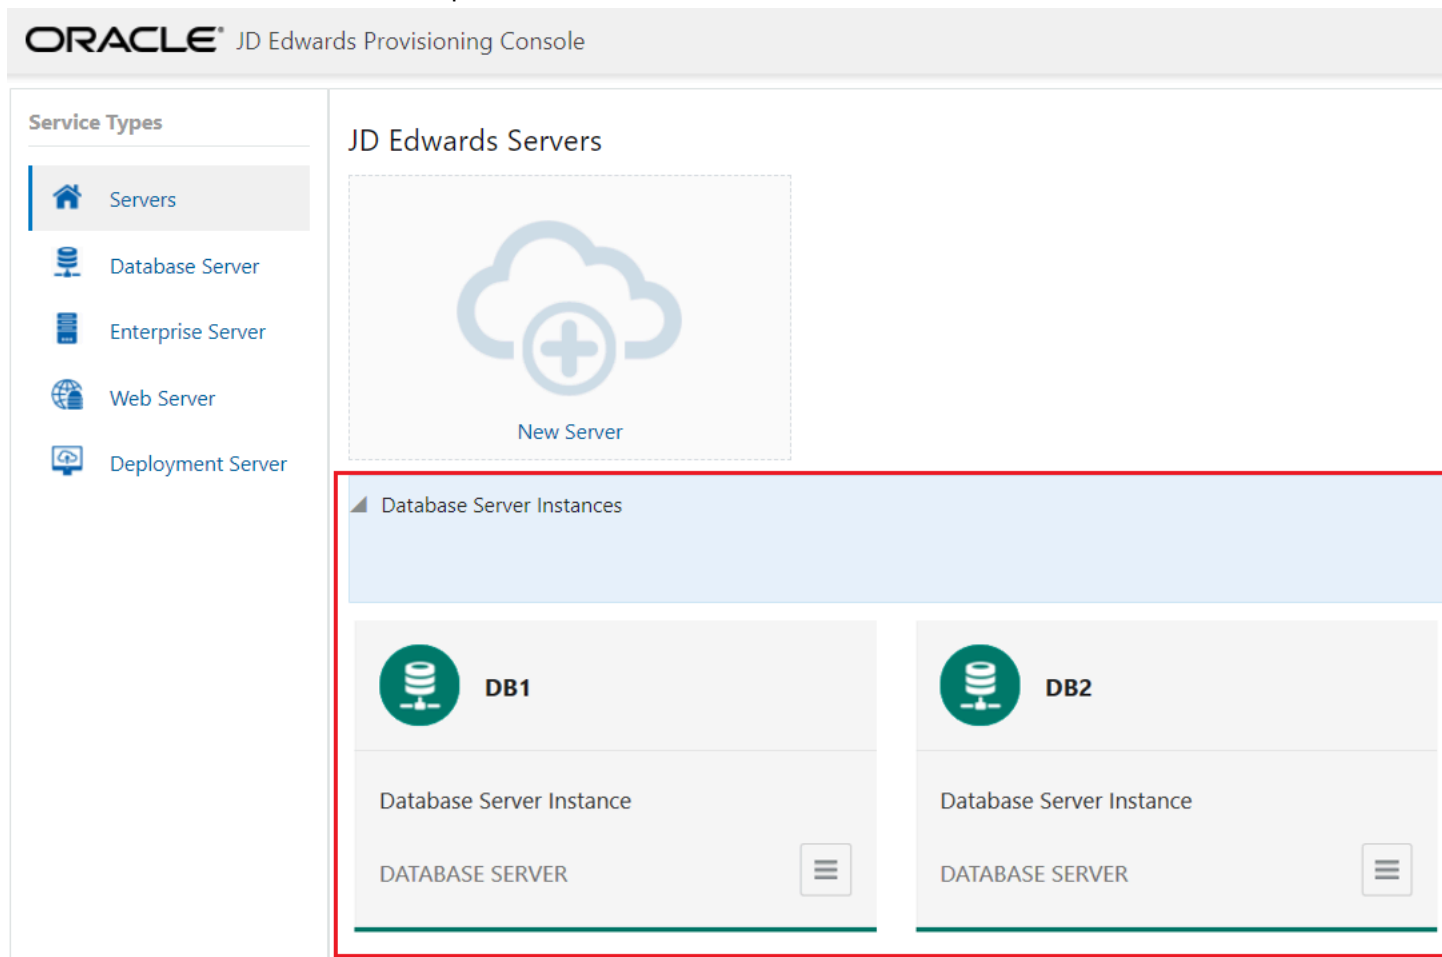 ORACLE® JD Edwards Provisioning Console
Service Types
Servers
Database Server
Enterprise Server
Web Server
Deployment Server
JD Edwards Servers
New Server
Database Server Instances
DB1
Database Server Instance
DATABASE SERVER
DB2
Database Server Instance
DATABASE SERVER